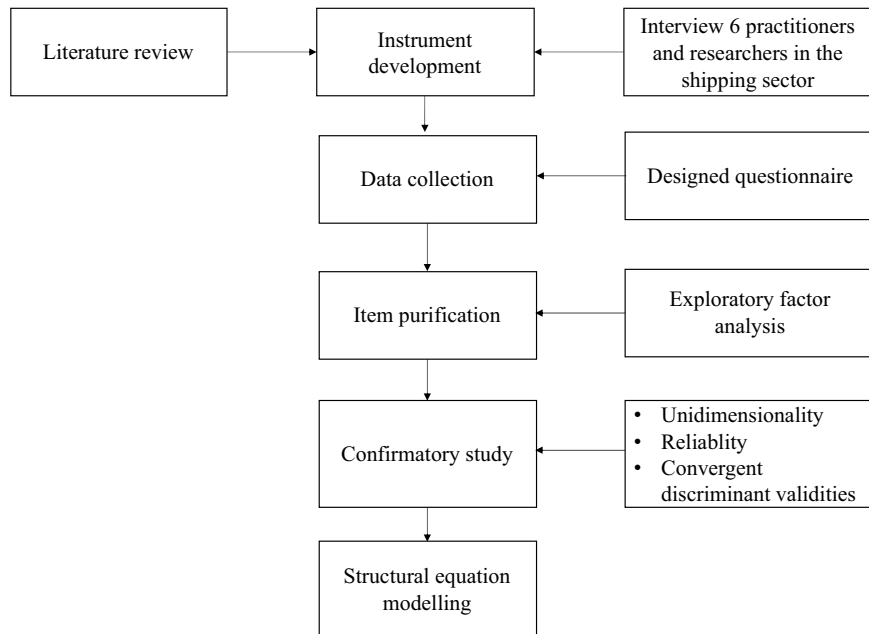 Literature review
Instrument
development
Interview 6 practitioners
and researchers in the
shipping sector
Data collection
Designed questionnaire
Item purification
Exploratory factor
analysis
Confirmatory study
• Unidimensionality
• Reliablity
• Convergent
discriminant validities
Structural equation
modelling